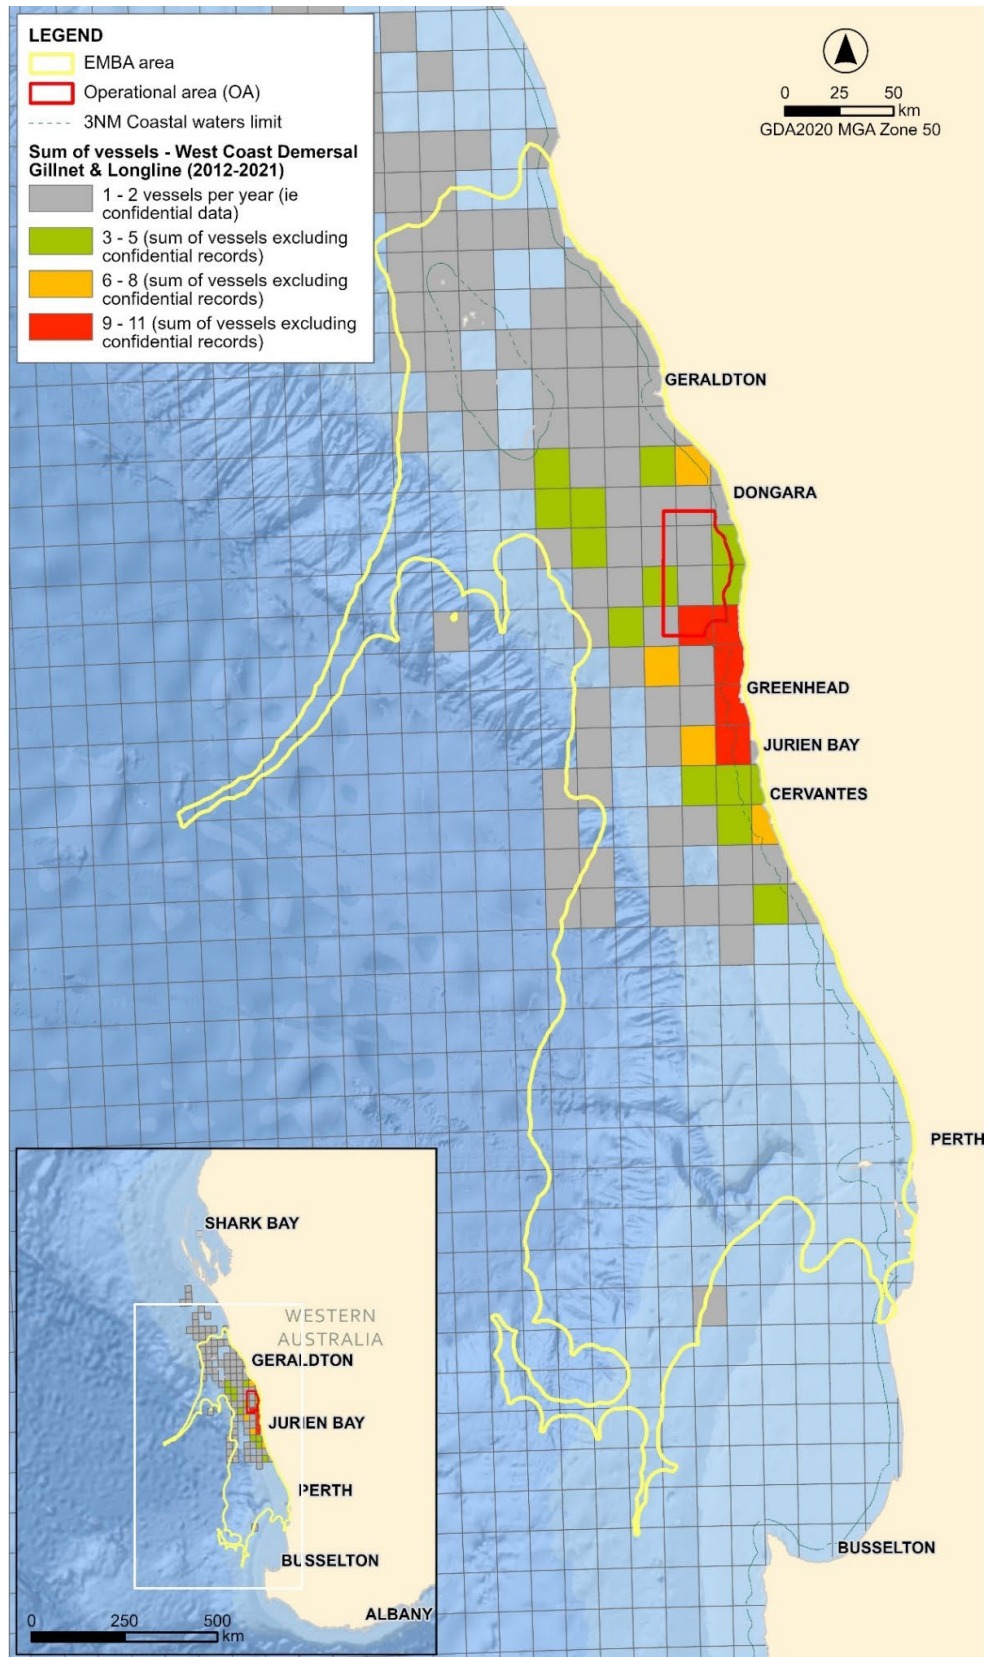 LEGEND
EMBA area
Operational area (OA)
3NM Coastal waters limit
Sum of vessels - West Coast Demersal
Gillnet & Longline (2012-2021)
1 - 2 vessels per year (ie
confidential data)
3 - 5 (sum of vessels excluding
confidential records)
6 - 8 (sum of vessels excluding
confidential records)
9 - 11 (sum of vessels excluding
confidential records)
0 25 50
km
GDA2020 MGA Zone 50
GERALDTON
DONGARA
GREENHEAD
JURIEN BAY
CERVANTES
PERTH
BUSSELTON
SHARK BAY
WESTERN
AUSTRALIA
GERALDTON
JURIEN BAY
PERTH
BUSSELTON
ALBANY
0 250 500
km